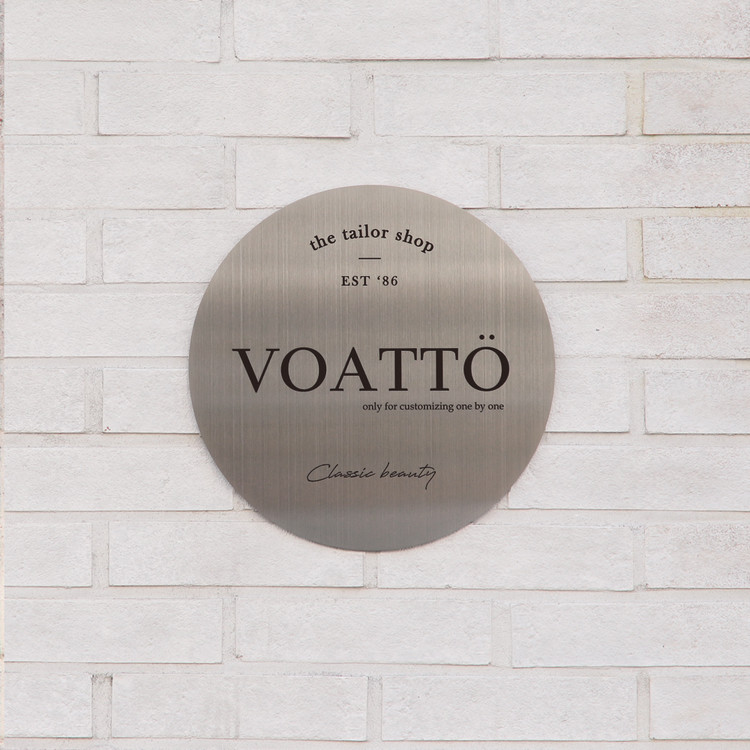 the tailor shop
EST ‘86
VOATTÖ
only for customizing one by one
Classic beauty